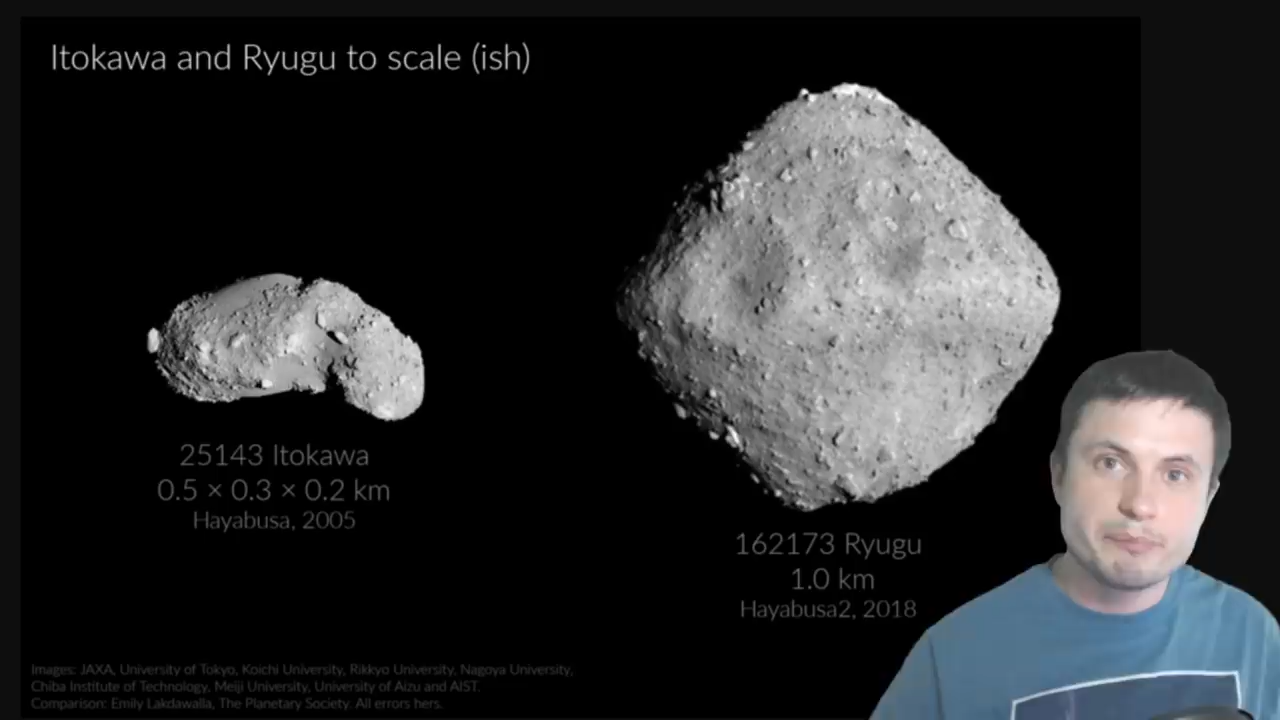 Itokawa and Ryugu to scale (ish)
25143 Itokawa
0.5 × 0.3 × 0.2 km
Hayabusa, 2005
162173 Ryugu
1.0 km
Hayabusa2, 2018
Images: JAXA, University of Tokyo, Koichi University, Rikkyo University, Nagoya University,
Chiba Institute of Technology, Meiji University, University of Aizu and AIST.
Comparison: Emily Lakdawalla, The Planetary Society. All errors hers.